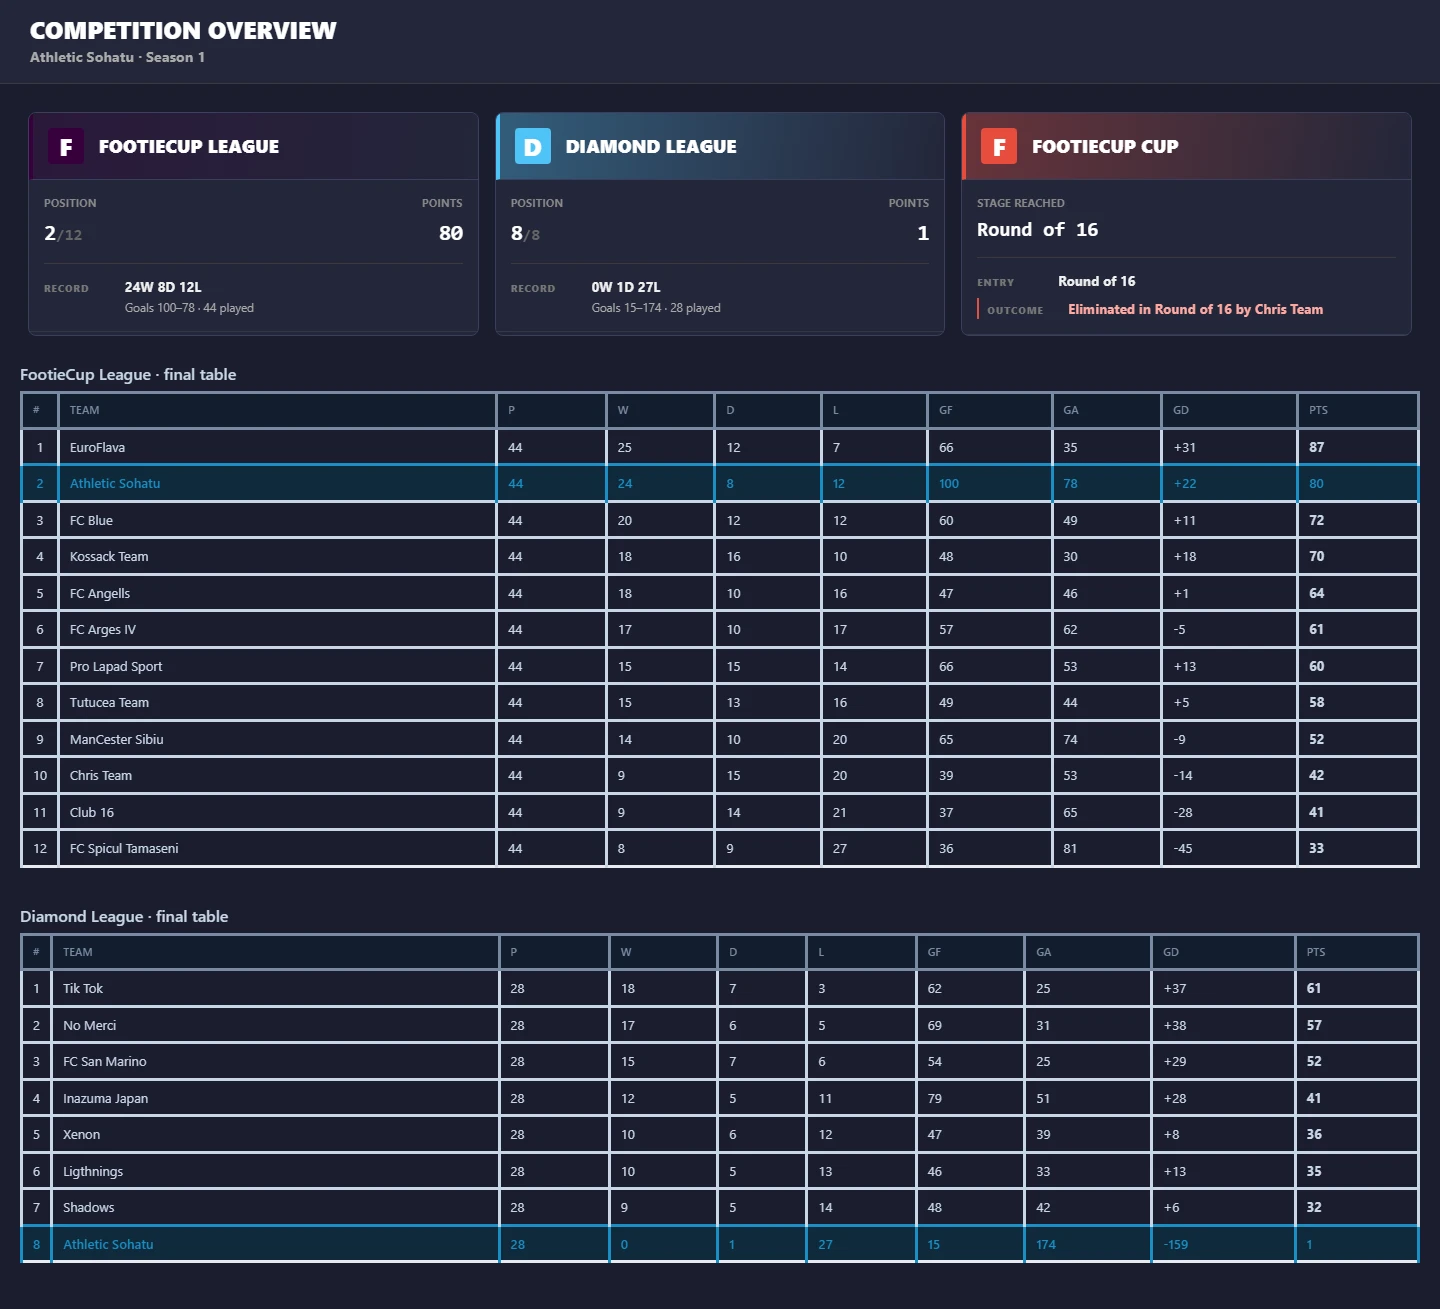 COMPETITION OVERVIEW
Athletic Sohatu · Season 1
F FOOTIECUP LEAGUE
POSITION POINTS
2/12 80
RECORD 24W 8D 12L
Goals 100–78 · 44 played
D DIAMOND LEAGUE
POSITION POINTS
8/8 1
RECORD 0W 1D 27L
Goals 15–174 · 28 played
F FOOTIECUP CUP
STAGE REACHED
Round of 16
ENTRY Round of 16
OUTCOME Eliminated in Round of 16 by Chris Team
FootieCup League · final table
# TEAM P W D L GF GA GD PTS
1 EuroFlava 44 25 12 7 66 35 +31 87
2 Athletic Sohatu 44 24 8 12 100 78 +22 80
3 FC Blue 44 20 12 12 60 49 +11 72
4 Kossack Team 44 18 16 10 48 30 +18 70
5 FC Angells 44 18 10 16 47 46 +1 64
6 FC Arges IV 44 17 10 17 57 62 -5 61
7 Pro Lapad Sport 44 15 15 14 66 53 +13 60
8 Tutucea Team 44 15 13 16 49 44 +5 58
9 ManCester Sibiu 44 14 10 20 65 74 -9 52
10 Chris Team 44 9 15 20 39 53 -14 42
11 Club 16 44 9 14 21 37 65 -28 41
12 FC Spicul Tamaseni 44 8 9 27 36 81 -45 33
Diamond League · final table
# TEAM P W D L GF GA GD PTS
1 Tik Tok 28 18 7 3 62 25 +37 61
2 No Merci 28 17 6 5 69 31 +38 57
3 FC San Marino 28 15 7 6 54 25 +29 52
4 Inazuma Japan 28 12 5 11 79 51 +28 41
5 Xenon 28 10 6 12 47 39 +8 36
6 Ligthnings 28 10 5 13 46 33 +13 35
7 Shadows 28 9 5 14 48 42 +6 32
8 Athletic Sohatu 28 0 1 27 15 174 -159 1